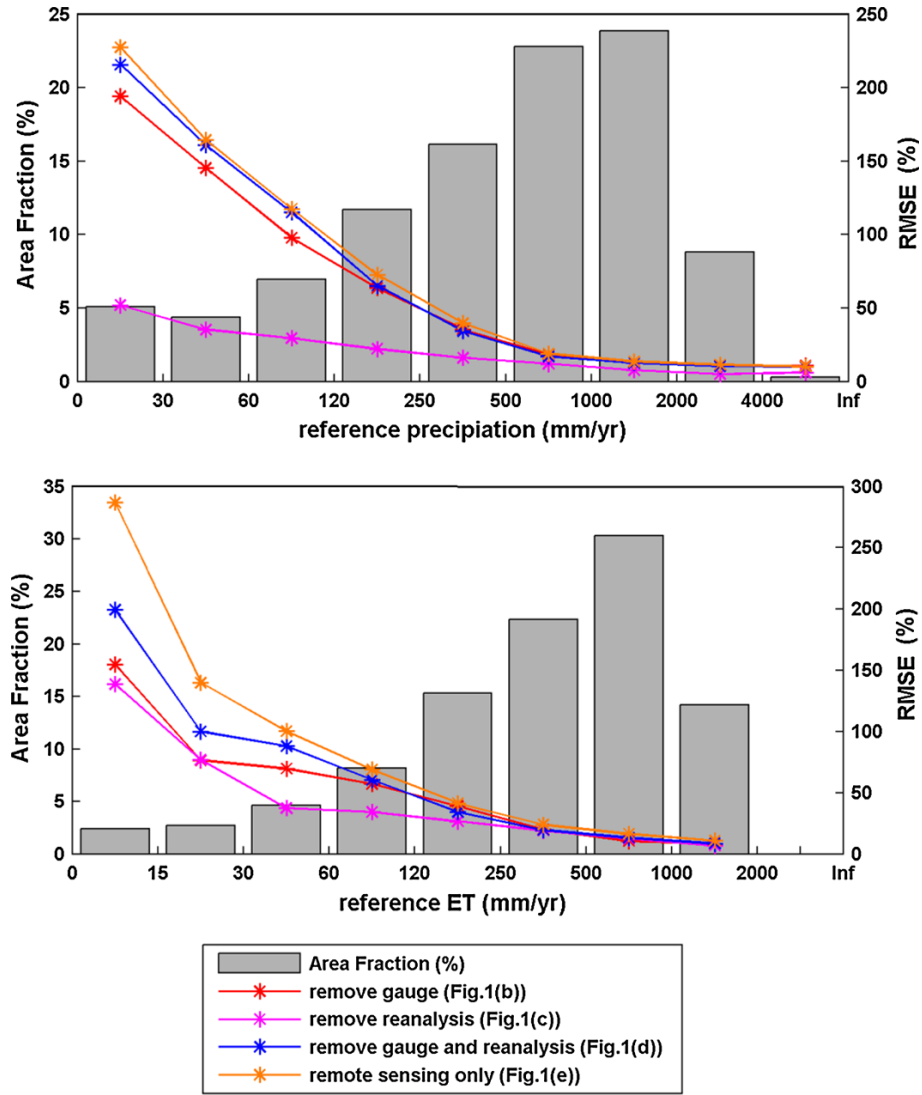 25
20
15
10
5
0
Area Fraction (%)
250
200
150
100
50
0
RMSE (%)
0 30 60 120 250 500 1000 2000 4000 Inf
reference precipiation (mm/yr)
35
30
25
20
15
10
5
0
Area Fraction (%)
300
250
200
150
100
50
0
RMSE (%)
0 15 30 60 120 250 500 1000 2000 Inf
reference ET (mm/yr)
Area Fraction (%)
remove gauge (Fig.1(b))
remove reanalysis (Fig.1(c))
remove gauge and reanalysis (Fig.1(d))
remote sensing only (Fig.1(e))